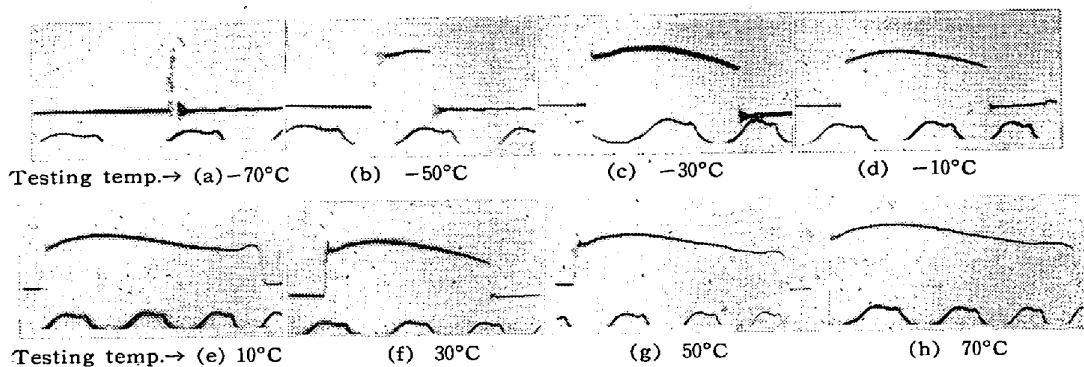 Testing temp.→ (a)-70°C (b) -50°C (c) -30°C (d) -10°C
Testing temp.→ (e) 10°C (f) 30°C (g) 50°C (h) 70°C